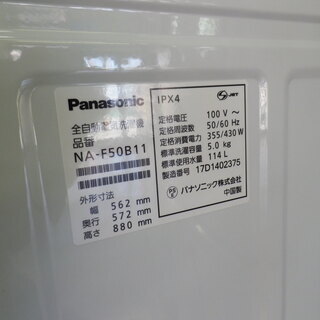 Panasonic
全自動電気洗濯機
品番
NA-F50B11
外形寸法
幅 562 mm
奥行 572 mm
高さ 880 mm
IPX4
JET
定格電圧 100 V ～
定格周波数 50/60 Hz
定格消費電力 355/430 W
標準洗濯容量 5.0 kg
標準使用水量 114 L
製造番号 17D1402375
PS E
パナソニック株式会社
中国製